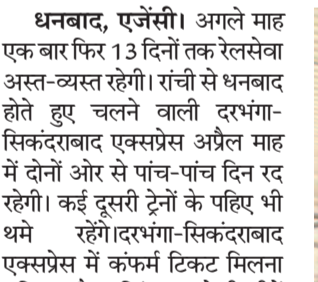 धनबाद, एजेंसी। अगले माह
एक बार फिर 13 दिनों तक रेलसेवा
अस्त-व्यस्त रहेगी। रांची से धनबाद
होते हुए चलने वाली दरभंगा-
सिकंदराबाद एक्सप्रेस अप्रैल माह
में दोनों ओर से पांच-पांच दिन रद
रहेगी। कई दूसरी ट्रेनों के पहिए भी
थमे रहेंगे।दरभंगा-सिकंदराबाद
एक्सप्रेस में कंफर्म टिकट मिलना